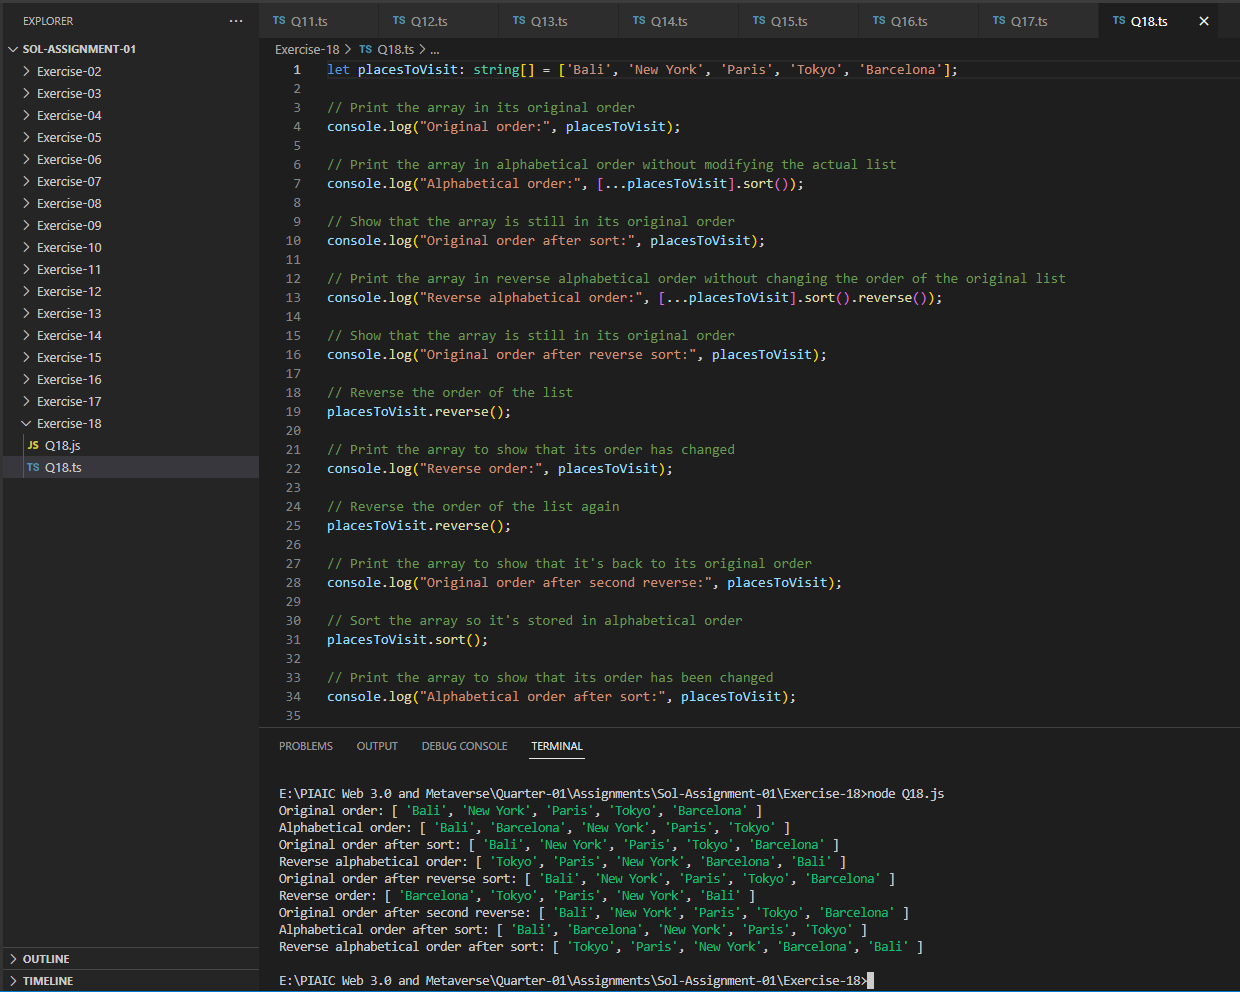 EXPLORER ...
SOL-ASSIGNMENT-01
Exercise-02
Exercise-03
Exercise-04
Exercise-05
Exercise-06
Exercise-07
Exercise-08
Exercise-09
Exercise-10
Exercise-11
Exercise-12
Exercise-13
Exercise-14
Exercise-15
Exercise-16
Exercise-17
Exercise-18
JS Q18.js
TS Q18.ts
OUTLINE
TIMELINE
TS Q11.ts TS Q12.ts TS Q13.ts TS Q14.ts TS Q15.ts TS Q16.ts TS Q17.ts TS Q18.ts
Exercise-18 > TS Q18.ts > ...
1 let placesToVisit: string[] = ['Bali', 'New York', 'Paris', 'Tokyo', 'Barcelona'];
2
3 // Print the array in its original order
4 console.log("Original order:", placesToVisit);
5
6 // Print the array in alphabetical order without modifying the actual list
7 console.log("Alphabetical order:", [...placesToVisit].sort());
8
9 // Show that the array is still in its original order
10 console.log("Original order after sort:", placesToVisit);
11
12 // Print the array in reverse alphabetical order without changing the order of the original list
13 console.log("Reverse alphabetical order:", [...placesToVisit].sort().reverse());
14
15 // Show that the array is still in its original order
16 console.log("Original order after reverse sort:", placesToVisit);
17
18 // Reverse the order of the list
19 placesToVisit.reverse();
20
21 // Print the array to show that its order has changed
22 console.log("Reverse order:", placesToVisit);
23
24 // Reverse the order of the list again
25 placesToVisit.reverse();
26
27 // Print the array to show that it's back to its original order
28 console.log("Original order after second reverse:", placesToVisit);
29
30 // Sort the array so it's stored in alphabetical order
31 placesToVisit.sort();
32
33 // Print the array to show that its order has been changed
34 console.log("Alphabetical order after sort:", placesToVisit);
35
PROBLEMS OUTPUT DEBUG CONSOLE TERMINAL
E:\PIAIC Web 3.0 and Metaverse\Quarter-01\Assignments\Sol-Assignment-01\Exercise-18>node Q18.js
Original order: [ 'Bali', 'New York', 'Paris', 'Tokyo', 'Barcelona' ]
Alphabetical order: [ 'Bali', 'Barcelona', 'New York', 'Paris', 'Tokyo' ]
Original order after sort: [ 'Bali', 'New York', 'Paris', 'Tokyo', 'Barcelona' ]
Reverse alphabetical order: [ 'Tokyo', 'Paris', 'New York', 'Barcelona', 'Bali' ]
Original order after reverse sort: [ 'Bali', 'New York', 'Paris', 'Tokyo', 'Barcelona' ]
Reverse order: [ 'Barcelona', 'Tokyo', 'Paris', 'New York', 'Bali' ]
Original order after second reverse: [ 'Bali', 'New York', 'Paris', 'Tokyo', 'Barcelona' ]
Alphabetical order after sort: [ 'Bali', 'Barcelona', 'New York', 'Paris', 'Tokyo' ]
Reverse alphabetical order after sort: [ 'Tokyo', 'Paris', 'New York', 'Barcelona', 'Bali' ]
E:\PIAIC Web 3.0 and Metaverse\Quarter-01\Assignments\Sol-Assignment-01\Exercise-18>